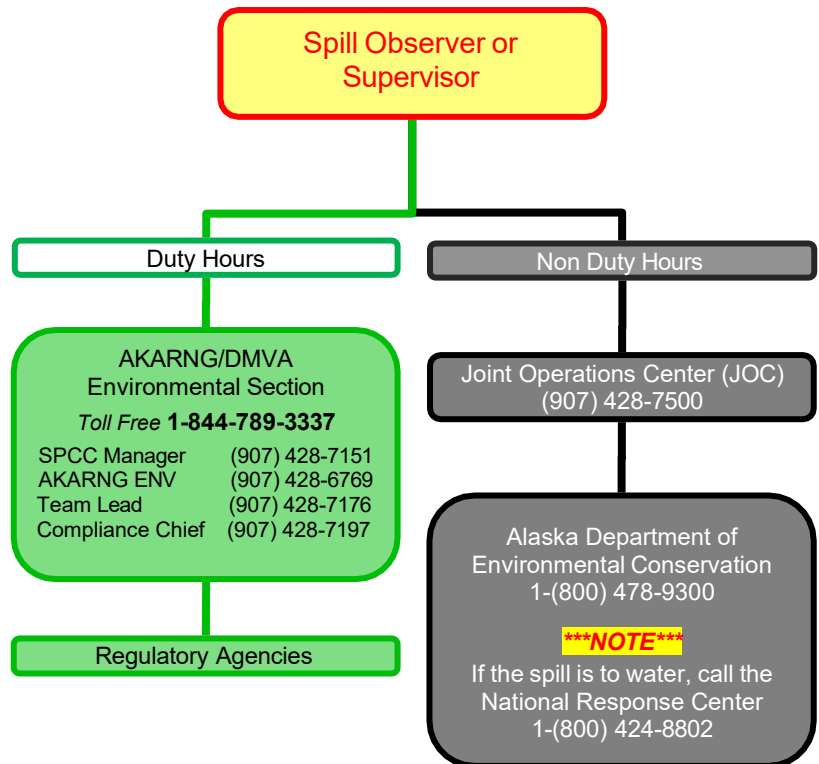 Spill Observer or
Supervisor
Duty Hours
AKARNG/DMVA
Environmental Section
Toll Free 1-844-789-3337
SPCC Manager (907) 428-7151
AKARNG ENV (907) 428-6769
Team Lead (907) 428-7176
Compliance Chief (907) 428-7197
Regulatory Agencies
Non Duty Hours
Joint Operations Center (JOC)
(907) 428-7500
Alaska Department of
Environmental Conservation
1-(800) 478-9300
***NOTE***
If the spill is to water, call the
National Response Center
1-(800) 424-8802